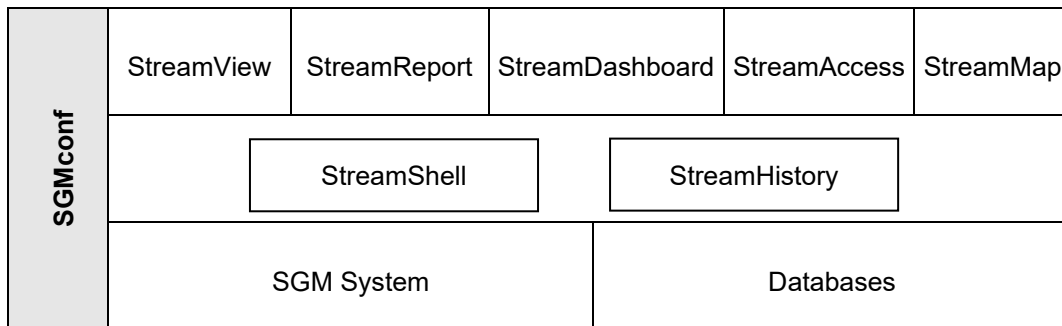 SGMconf
StreamView
StreamReport
StreamDashboard
StreamAccess
StreamMap
StreamShell
StreamHistory
SGM System
Databases